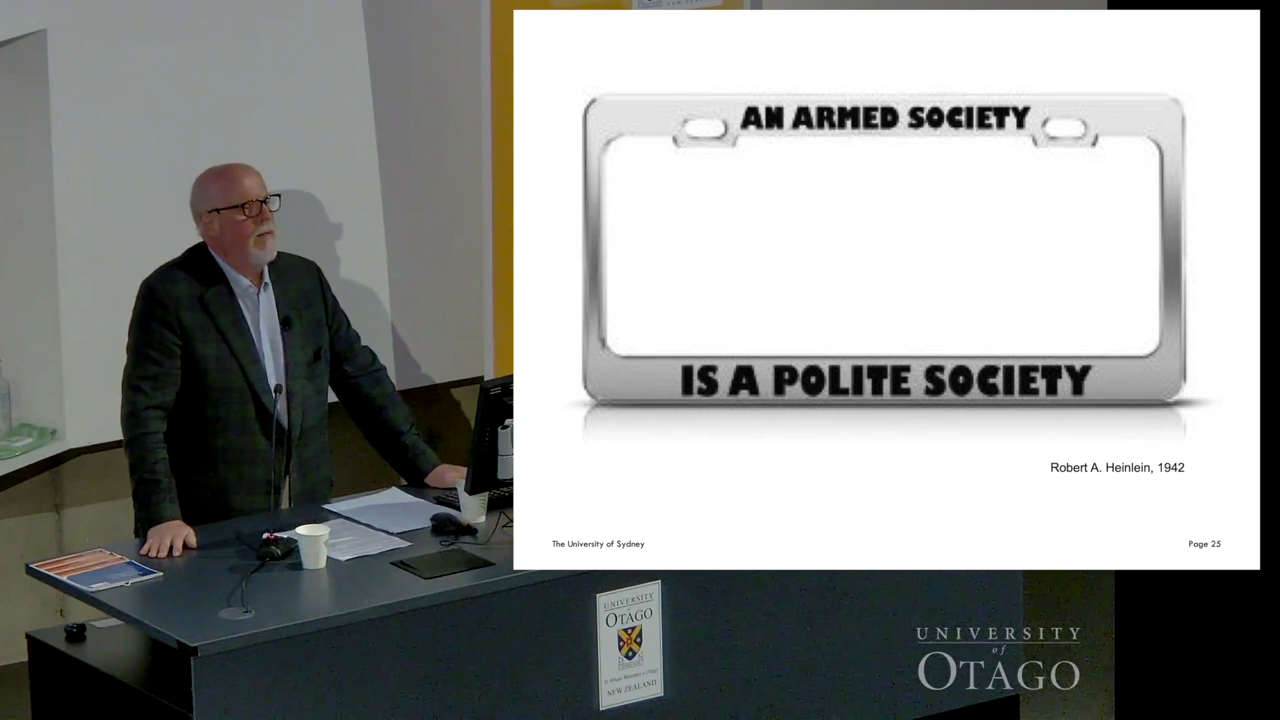 AN ARMED SOCIETY
IS A POLITE SOCIETY
Robert A. Heinlein, 1942
The University of Sydney
Page 25
UNIVERSITY
of
OTAGO
NEW ZEALAND
UNIVERSITY
of
OTAGO